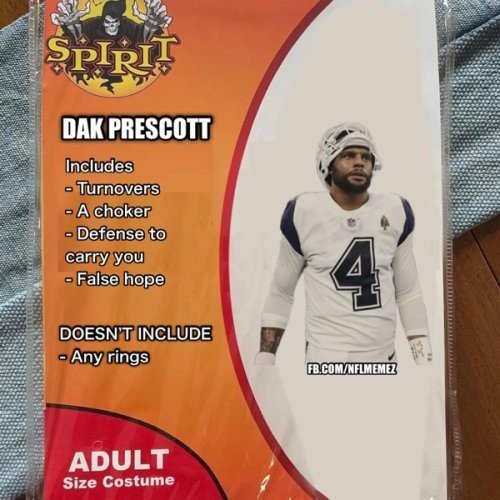 SPIRIT
DAK PRESCOTT
Includes
- Turnovers
- A choker
- Defense to
carry you
- False hope
DOESN'T INCLUDE
- Any rings
4
FB.COM/NFLMEMEZ
ADULT
Size Costume